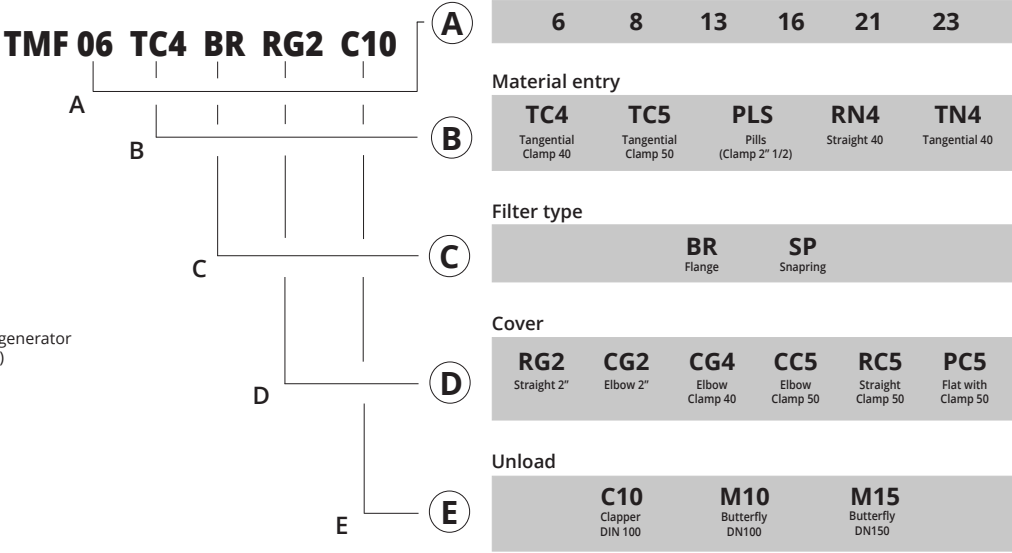 TMF 06 TC4 BR RG2 C10
A
B
C
D
E
generator
)
A
6 8 13 16 21 23
Material entry
B
TC4 TC5 PLS RN4 TN4
Tangential Tangential Pills Straight 40 Tangential 40
Clamp 40 Clamp 50 (Clamp 2” 1/2)
Filter type
C
BR SP
Flange Snapring
Cover
D
RG2 CG2 CG4 CC5 RC5 PC5
Straight 2” Elbow 2” Elbow Elbow Straight Flat with
Clamp 40 Clamp 50 Clamp 50 Clamp 50
Unload
E
C10 M10 M15
Clapper Butterfly Butterfly
DIN 100 DN100 DN150